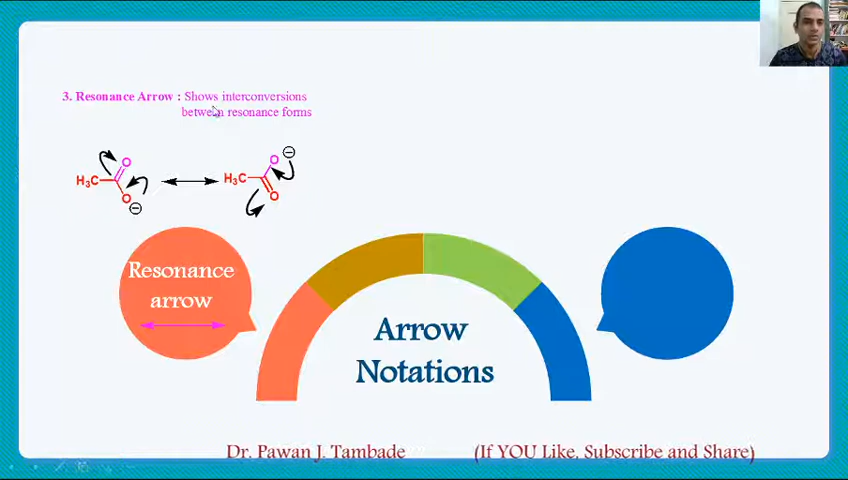 3. Resonance Arrow : Shows interconversions
between resonance forms
H₃C O O ⊖
H₃C O O ⊖
Resonance
arrow
Arrow
Notations
Dr. Pawan J. Tambade (If YOU Like, Subscribe and Share)